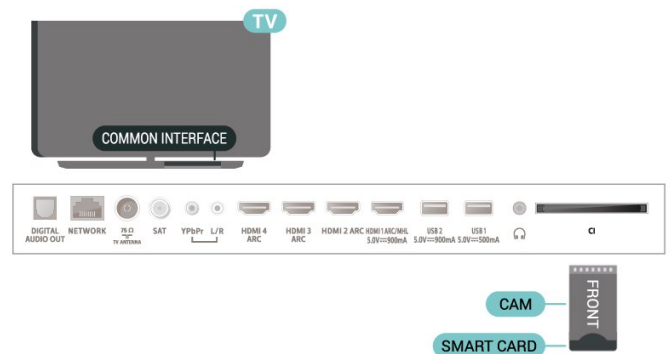 TV
COMMON INTERFACE
DIGITAL
AUDIO OUT
NETWORK
75 Ω
TV ANTENNA
SAT
YPbPr
L/R
HDMI 4
ARC
HDMI 3
ARC
HDMI 2 ARC
HDMI 1 ARC/MHL
5.0V⎓900mA
USB 2
5.0V⎓900mA
USB 1
5.0V⎓500mA
CI
FRONT
CAM
SMART CARD